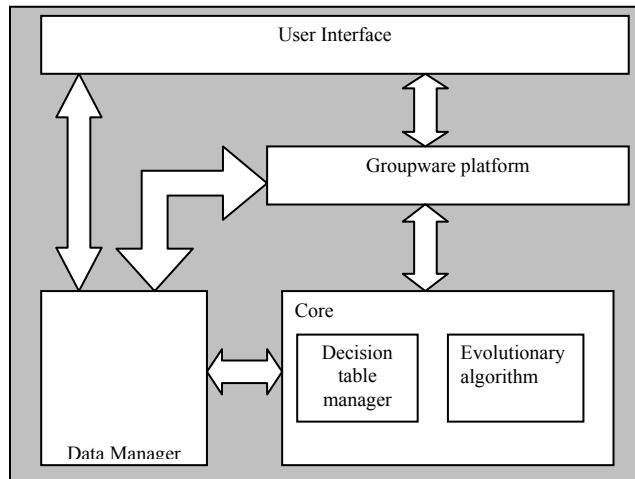 User Interface
Groupware platform
Core
Decision
table
manager
Evolutionary
algorithm
Data Manager